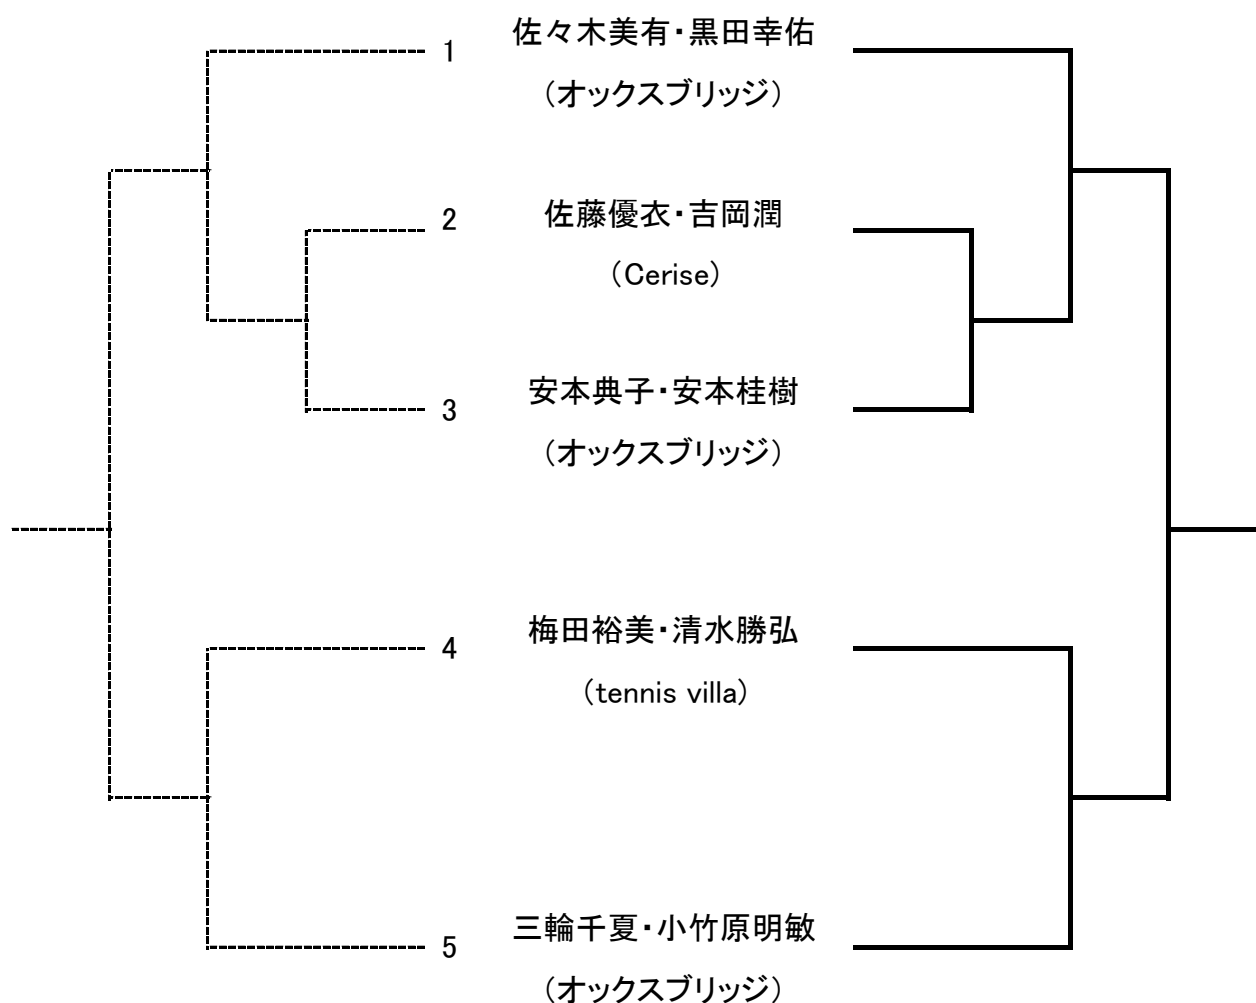 1 佐々木美有・黒田幸佑
（オックスブリッジ）
2 佐藤優衣・吉岡潤
（Cerise）
3 安本典子・安本桂樹
（オックスブリッジ）
4 梅田裕美・清水勝弘
（tennis villa）
5 三輪千夏・小竹原明敏
（オックスブリッジ）